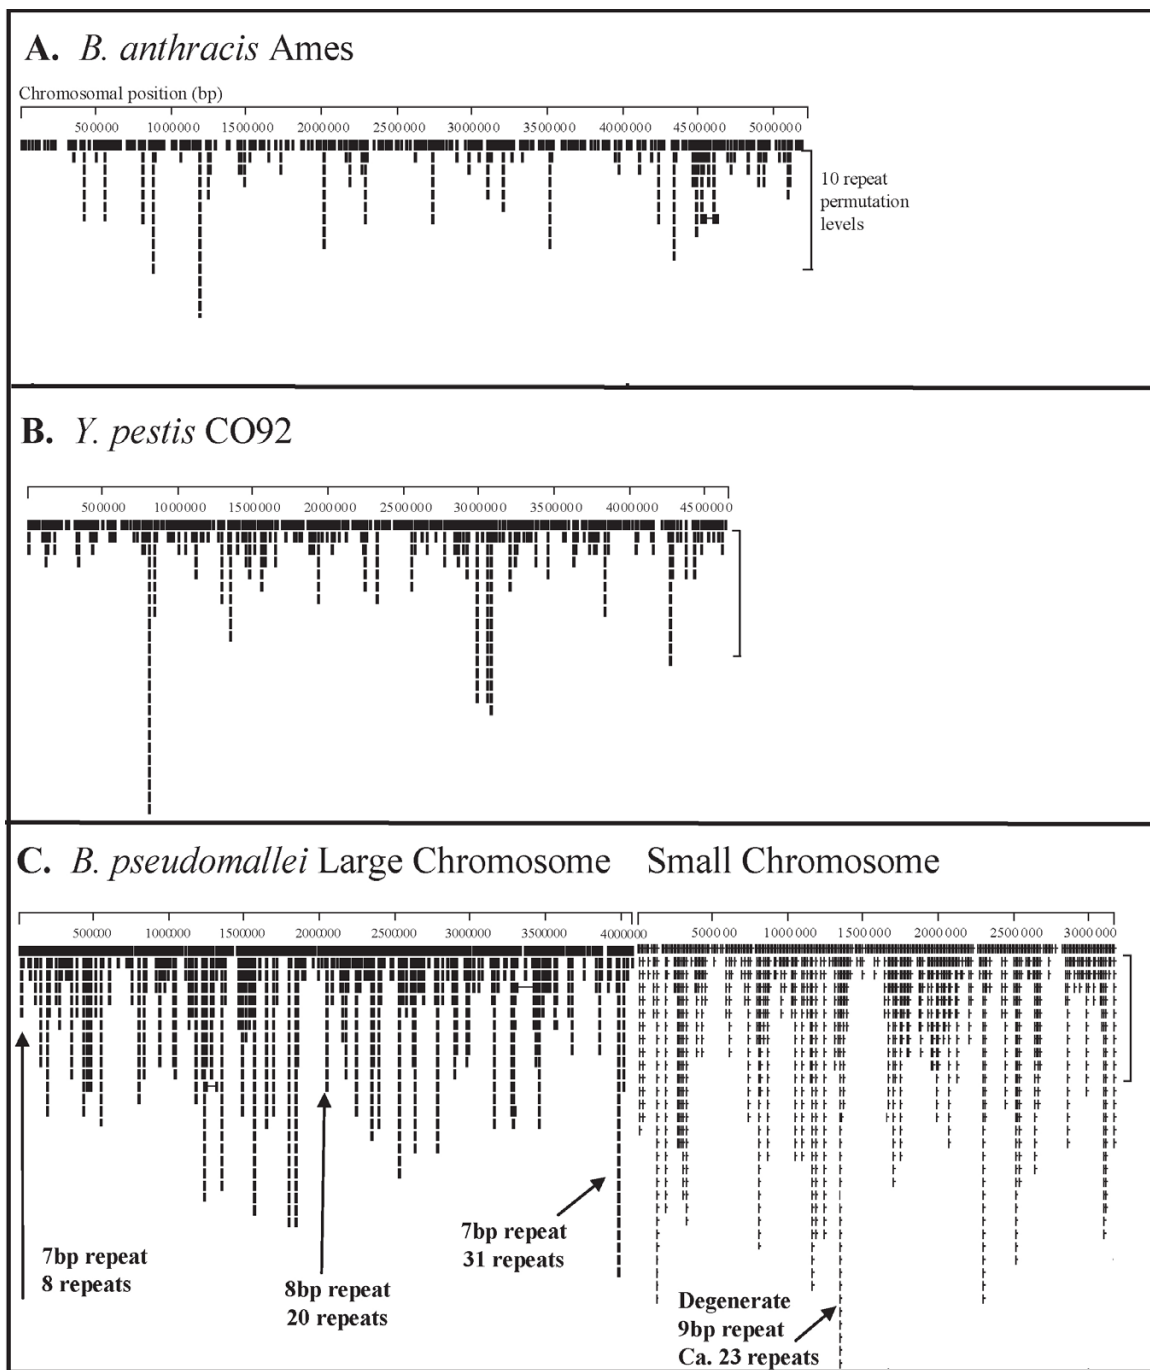 A. B. anthracis Ames
Chromosomal position (bp)
500000 1000000 1500000 2000000 2500000 3000000 3500000 4000000 4500000 5000000
10 repeat
permutation
levels
B. Y. pestis CO92
500000 1000000 1500000 2000000 2500000 3000000 3500000 4000000 4500000
C. B. pseudomallei Large Chromosome Small Chromosome
500000 1000000 1500000 2000000 2500000 3000000 3500000 4000000 500000 1000000 1500000 2000000 2500000 3000000
7bp repeat
8 repeats
8bp repeat
20 repeats
7bp repeat
31 repeats
Degenerate
9bp repeat
Ca. 23 repeats